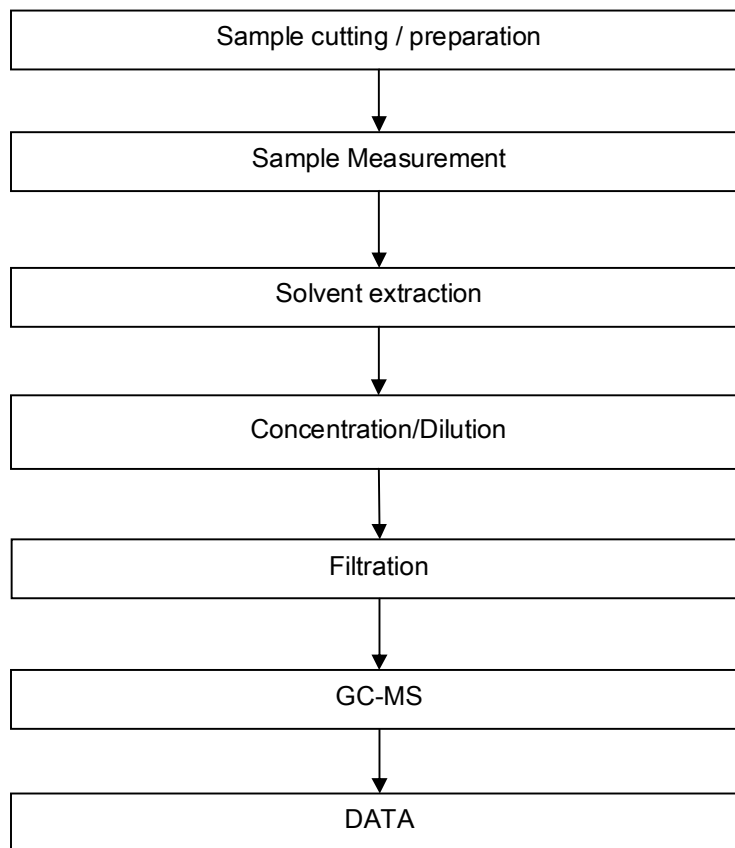 Sample cutting / preparation
Sample Measurement
Solvent extraction
Concentration/Dilution
Filtration
GC-MS
DATA